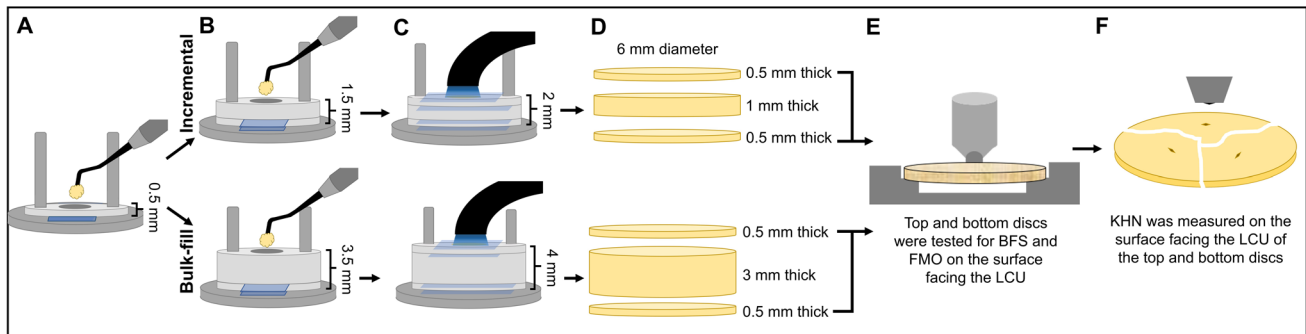 A
B
C
D
E
F
Incremental
Bulk-fill
0.5 mm
1.5 mm
3.5 mm
2 mm
4 mm
6 mm diameter
0.5 mm thick
1 mm thick
0.5 mm thick
0.5 mm thick
3 mm thick
0.5 mm thick
Top and bottom discs
were tested for BFS and
FMO on the surface
facing the LCU
KHN was measured on the
surface facing the LCU of
the top and bottom discs